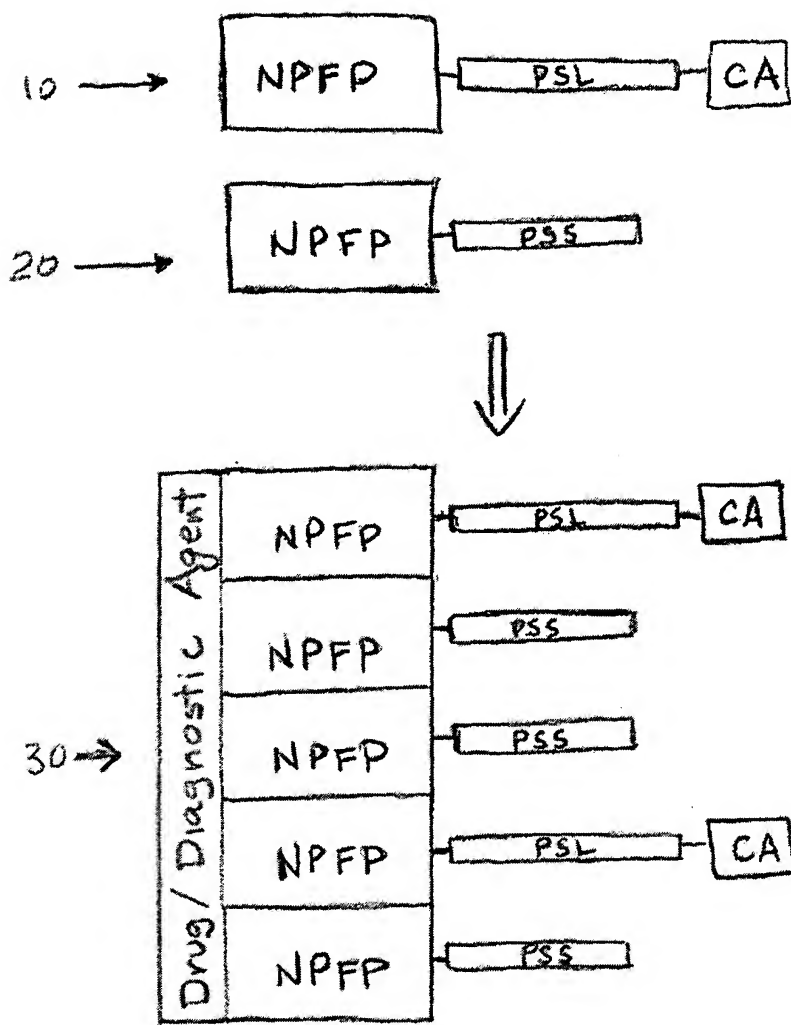 10 NPFP PSL CA
20 NPFP PSS
Drug/Diagnostic Agent
NPFP PSL CA
NPFP PSS
30 NPFP PSS
NPFP PSL CA
NPFP PSS